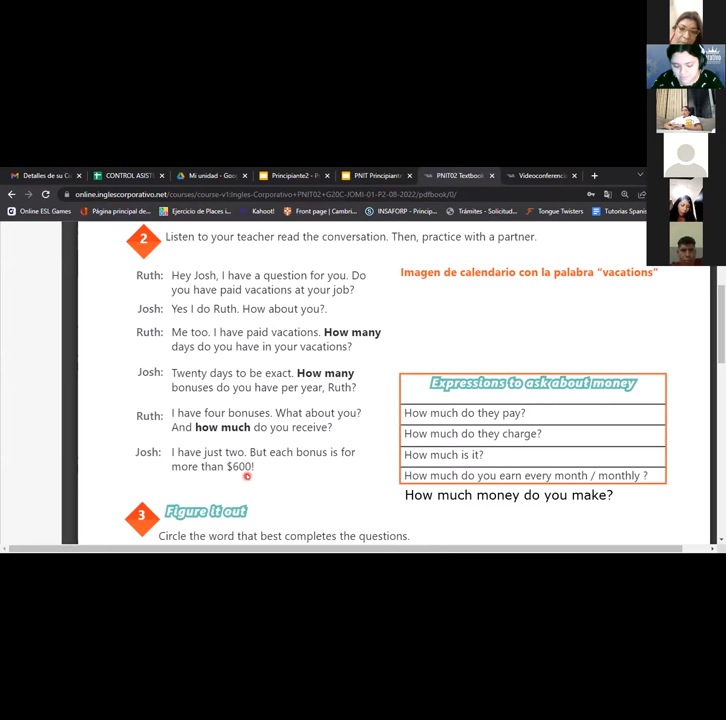 Detalles de su Cu
CONTROL ASIST
Mi unidad - Goo
Principiante2 - P
PNIT Principiant
PNIT02 Textbook
Videoconferenci
online.inglescorporativo.net/courses/course-v1:Ingles-Corporativo+PNIT02+G20C-JOMI-01-P2-08-2022/pdfbook/0/
Online ESL Games
Página principal de...
Ejercicio de Places i...
Kahoot!
Front page | Cambri...
INSAFORP - Princip...
Trámites - Solicitud...
Tongue Twisters
Tutorias Spanis
2 Listen to your teacher read the conversation. Then, practice with a partner.
Imagen de calendario con la palabra “vacations”
Ruth: Hey Josh, I have a question for you. Do
you have paid vacations at your job?
Josh: Yes I do Ruth. How about you?.
Ruth: Me too. I have paid vacations. How many
days do you have in your vacations?
Josh: Twenty days to be exact. How many
bonuses do you have per year, Ruth?
Ruth: I have four bonuses. What about you?
And how much do you receive?
Josh: I have just two. But each bonus is for
more than $600!
Expressions to ask about money
How much do they pay?
How much do they charge?
How much is it?
How much do you earn every month / monthly ?
How much money do you make?
3 Figure it out
Circle the word that best completes the questions.